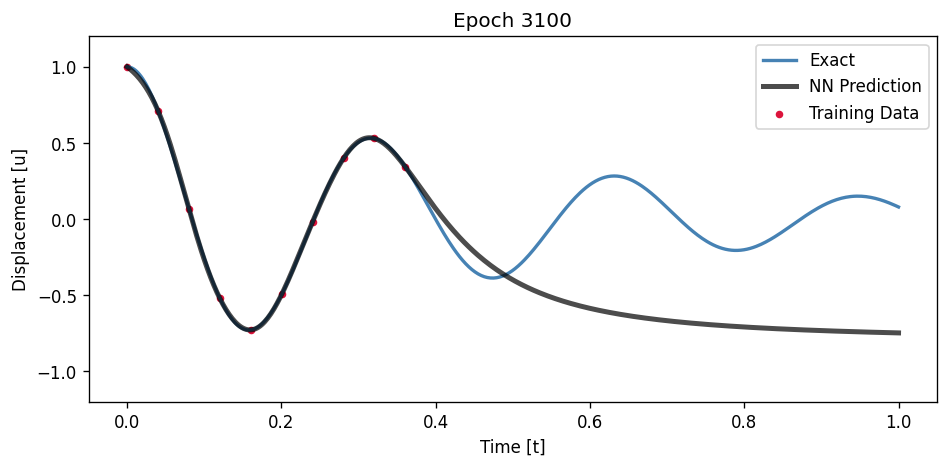 Epoch 3100
Exact
NN Prediction
Training Data
Displacement [u]
1.0
0.5
0.0
−0.5
−1.0
0.0 0.2 0.4 0.6 0.8 1.0
Time [t]